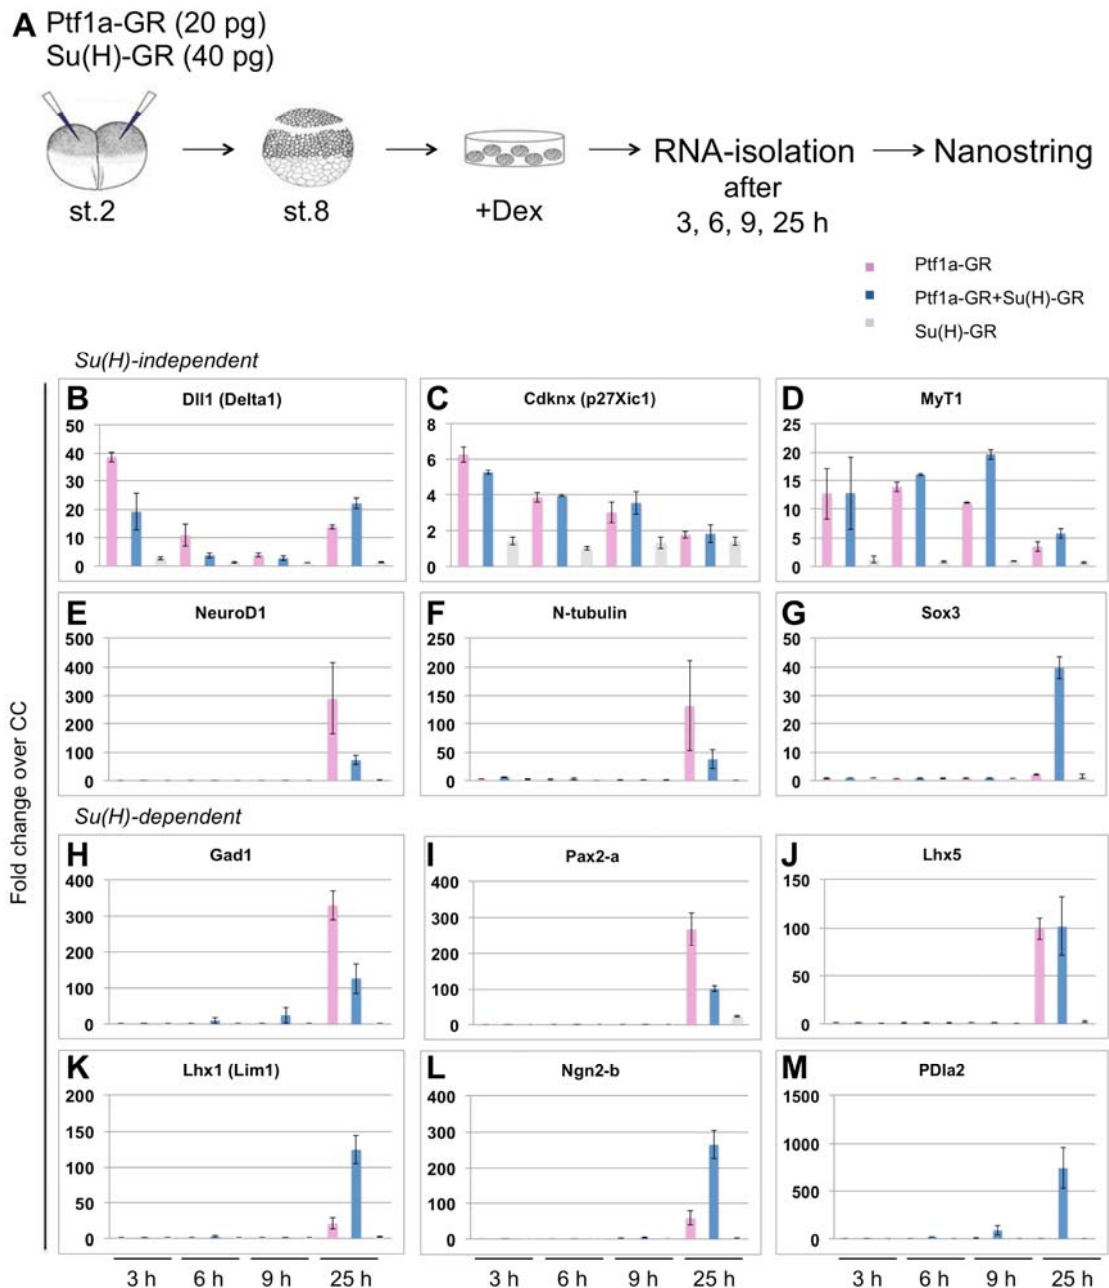 A Ptf1a-GR (20 pg)
Su(H)-GR (40 pg)
st.2
st.8
+Dex
RNA-isolation
after
3, 6, 9, 25 h
Nanostring
Ptf1a-GR
Ptf1a-GR+Su(H)-GR
Su(H)-GR
Fold change over CC
Su(H)-independent
B Dll1 (Delta1)
50
40
30
20
10
0
C Cdknx (p27Xic1)
8
6
4
2
0
D MyT1
25
20
15
10
5
0
E NeuroD1
500
400
300
200
100
0
F N-tubulin
250
200
150
100
50
0
G Sox3
50
40
30
20
10
0
Su(H)-dependent
H Gad1
400
300
200
100
0
I Pax2-a
400
300
200
100
0
J Lhx5
150
100
50
0
K Lhx1 (Lim1)
200
150
100
50
0
L Ngn2-b
400
300
200
100
0
M PDIa2
1500
1000
500
0
3 h 6 h 9 h 25 h
3 h 6 h 9 h 25 h
3 h 6 h 9 h 25 h